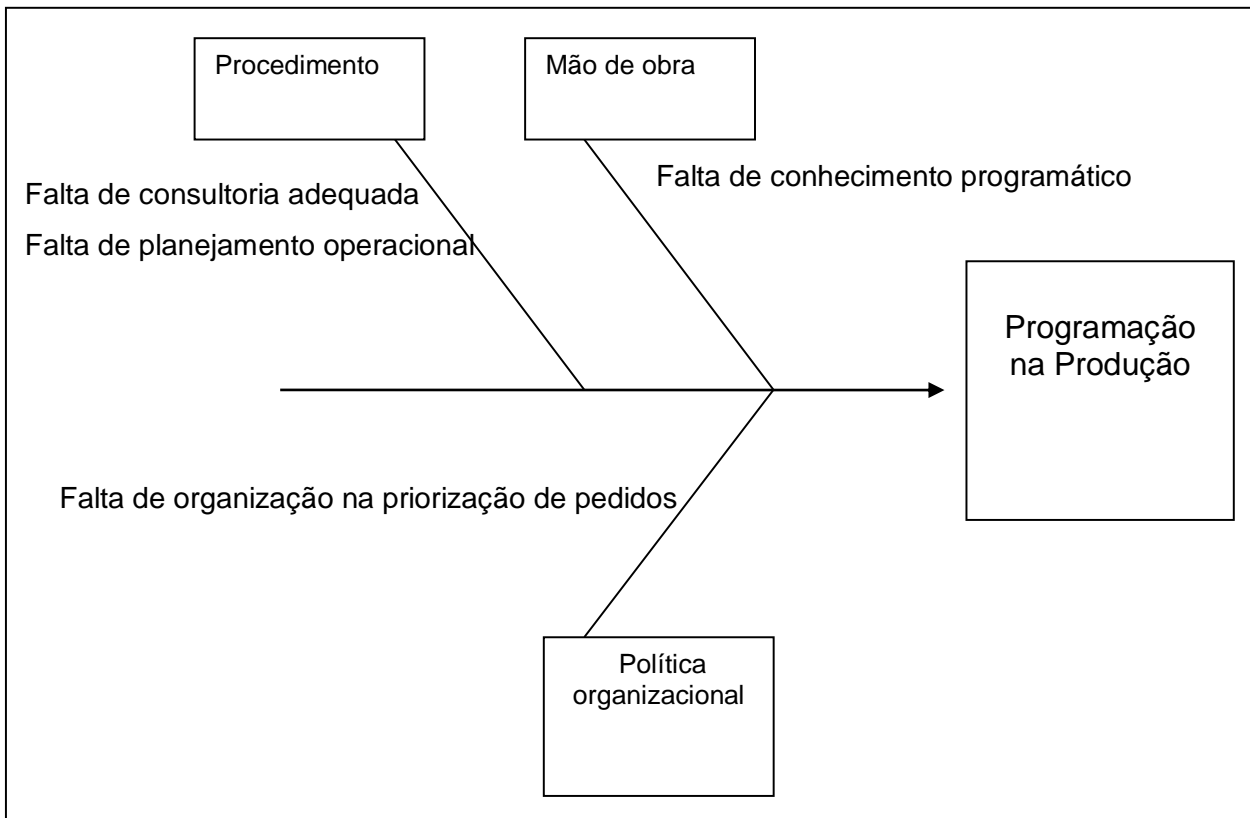 Procedimento
Mão de obra
Falta de conhecimento programático
Falta de consultoria adequada
Falta de planejamento operacional
Programação
na Produção
Falta de organização na priorização de pedidos
Política
organizacional